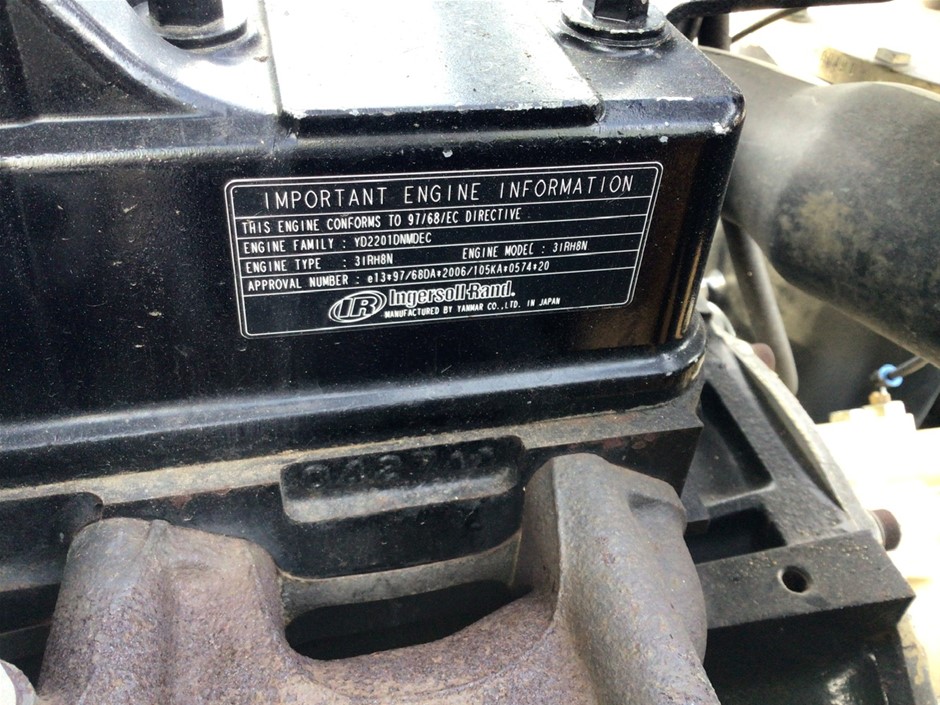 IMPORTANT ENGINE INFORMATION
THIS ENGINE CONFORMS TO 97/68/EC DIRECTIVE
ENGINE FAMILY : YD2201DNMDEC
ENGINE TYPE : 3IRH8N ENGINE MODEL : 3IRH8N
APPROVAL NUMBER : e13*97/68DA*2006/105KA*0574*20
IR Ingersoll-Rand.
MANUFACTURED BY YANMAR CO.,LTD. IN JAPAN